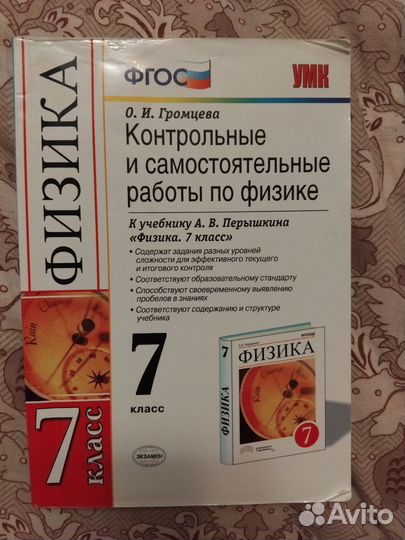 ФИЗИКА
7 класс
ФГОС
УМК
О. И. Громцева
Контрольные
и самостоятельные
работы по физике
К учебнику А. В. Перышкина
«Физика. 7 класс»
• Содержат задания разных уровней
сложности для эффективного текущего
и итогового контроля
• Соответствуют образовательному стандарту
• Способствуют своевременному выявлению
пробелов в знаниях
• Соответствуют содержанию и структуре
учебника
7
класс
ЭКЗАМЕН
7
ФИЗИКА
ФИЗИКА
7
Avito